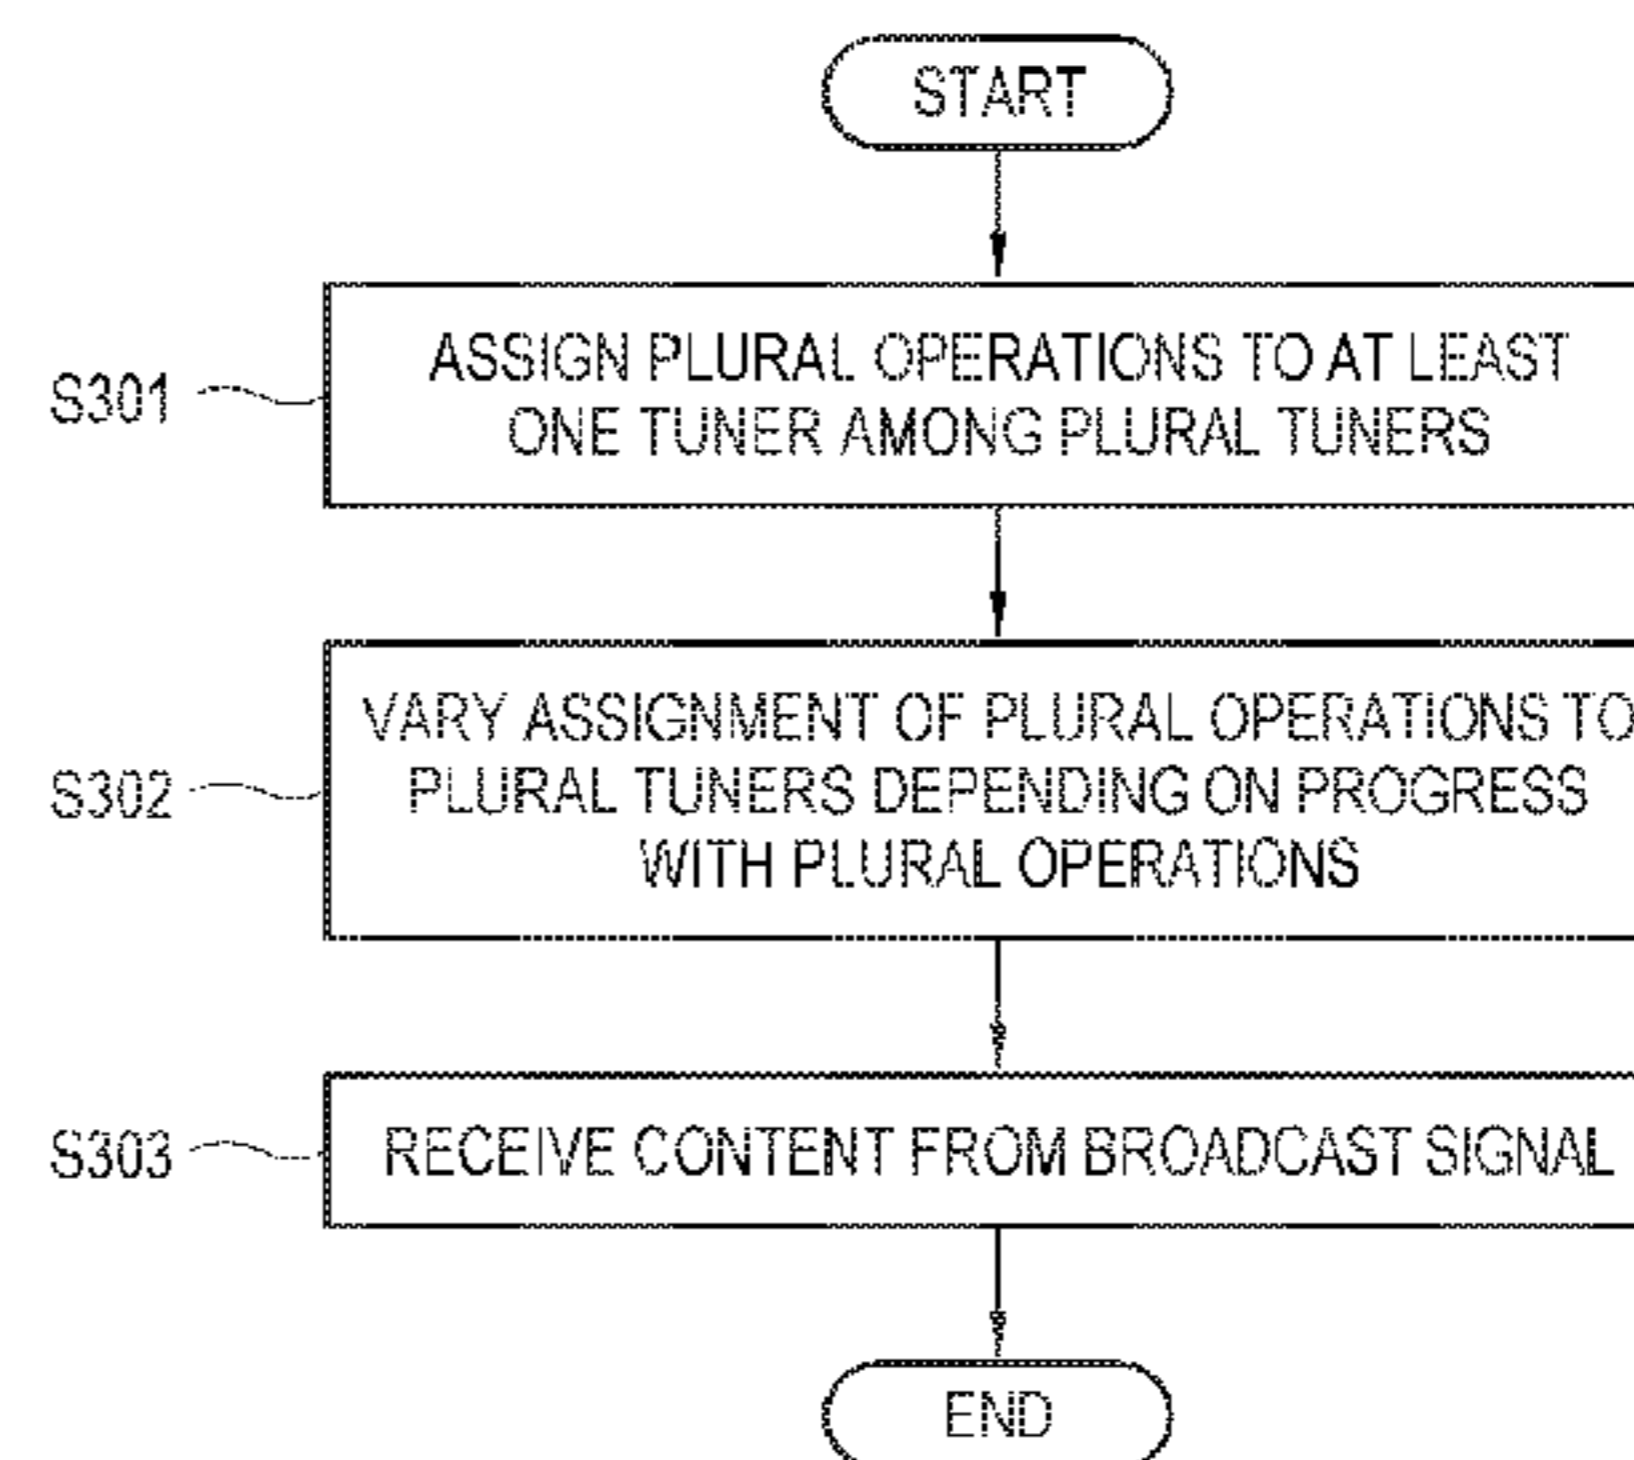 START
S301
ASSIGN PLURAL OPERATIONS TO AT LEAST
ONE TUNER AMONG PLURAL TUNERS
S302
VARY ASSIGNMENT OF PLURAL OPERATIONS TO
PLURAL TUNERS DEPENDING ON PROGRESS
WITH PLURAL OPERATIONS
S303
RECEIVE CONTENT FROM BROADCAST SIGNAL
END